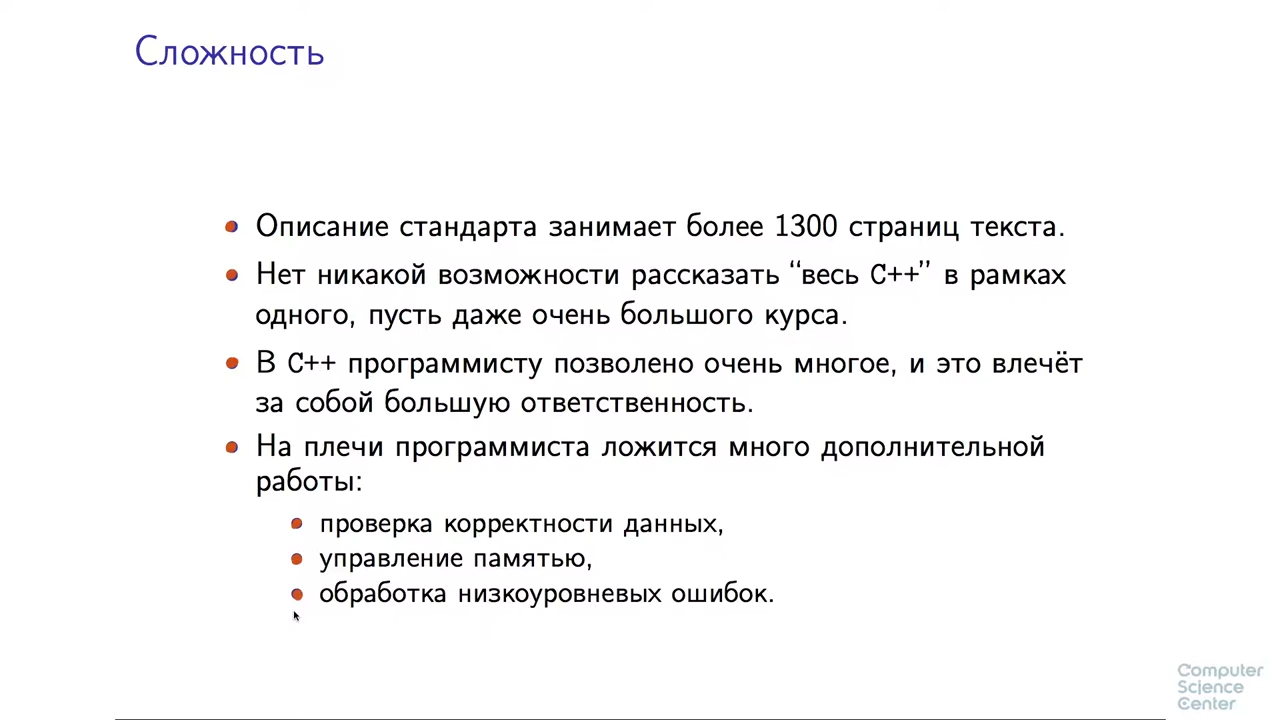 Сложность
Описание стандарта занимает более 1300 страниц текста.
Нет никакой возможности рассказать “весь C++” в рамках
одного, пусть даже очень большого курса.
В C++ программисту позволено очень многое, и это влечёт
за собой большую ответственность.
На плечи программиста ложится много дополнительной
работы:
проверка корректности данных,
управление памятью,
обработка низкоуровневых ошибок.
Computer
Science
Center